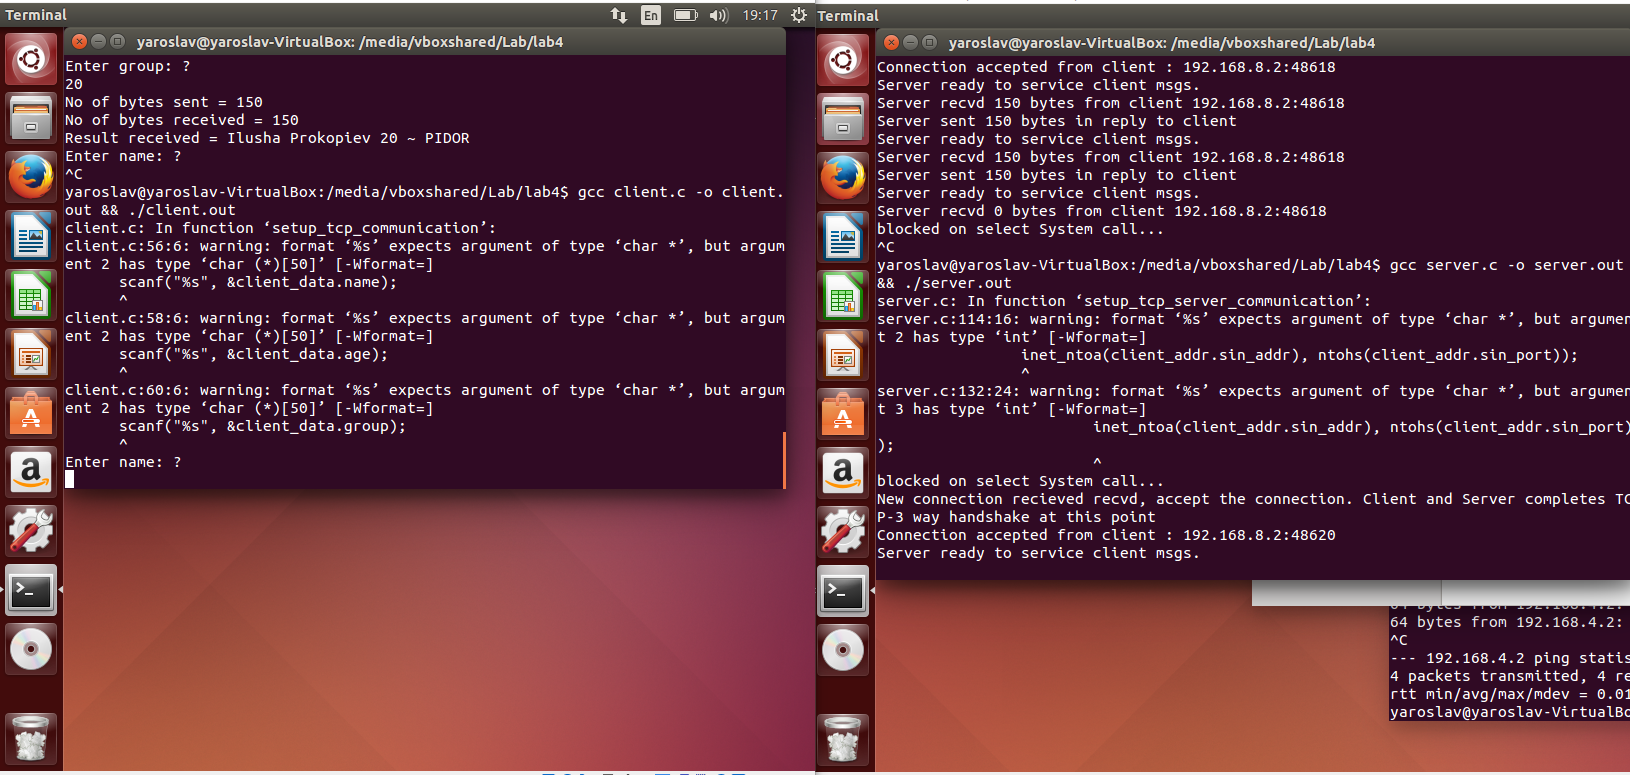 Terminal
En
19:17
yaroslav@yaroslav-VirtualBox: /media/vboxshared/Lab/lab4
Enter group: ?
20
No of bytes sent = 150
No of bytes received = 150
Result received = Ilusha Prokopiev 20 ~ PIDOR
Enter name: ?
^C
yaroslav@yaroslav-VirtualBox:/media/vboxshared/Lab/lab4$ gcc client.c -o client.
out && ./client.out
client.c: In function ‘setup_tcp_communication’:
client.c:56:6: warning: format ‘%s’ expects argument of type ‘char *’, but argum
ent 2 has type ‘char (*)[50]’ [-Wformat=]
scanf("%s", &client_data.name);
^
client.c:58:6: warning: format ‘%s’ expects argument of type ‘char *’, but argum
ent 2 has type ‘char (*)[50]’ [-Wformat=]
scanf("%s", &client_data.age);
^
client.c:60:6: warning: format ‘%s’ expects argument of type ‘char *’, but argum
ent 2 has type ‘char (*)[50]’ [-Wformat=]
scanf("%s", &client_data.group);
^
Enter name: ?
Terminal
yaroslav@yaroslav-VirtualBox: /media/vboxshared/Lab/lab4
Connection accepted from client : 192.168.8.2:48618
Server ready to service client msgs.
Server recvd 150 bytes from client 192.168.8.2:48618
Server sent 150 bytes in reply to client
Server ready to service client msgs.
Server recvd 150 bytes from client 192.168.8.2:48618
Server sent 150 bytes in reply to client
Server ready to service client msgs.
Server recvd 0 bytes from client 192.168.8.2:48618
blocked on select System call...
^C
yaroslav@yaroslav-VirtualBox:/media/vboxshared/Lab/lab4$ gcc server.c -o server.out
&& ./server.out
server.c: In function ‘setup_tcp_server_communication’:
server.c:114:16: warning: format ‘%s’ expects argument of type ‘char *’, but argumen
t 2 has type ‘int’ [-Wformat=]
inet_ntoa(client_addr.sin_addr), ntohs(client_addr.sin_port));
^
server.c:132:24: warning: format ‘%s’ expects argument of type ‘char *’, but argumen
t 3 has type ‘int’ [-Wformat=]
inet_ntoa(client_addr.sin_addr), ntohs(client_addr.sin_port)
);
^
blocked on select System call...
New connection recieved recvd, accept the connection. Client and Server completes TC
P-3 way handshake at this point
Connection accepted from client : 192.168.8.2:48620
Server ready to service client msgs.
64 bytes from 192.168.4.2:
^C
--- 192.168.4.2 ping statis
4 packets transmitted, 4 re
rtt min/avg/max/mdev = 0.01
yaroslav@yaroslav-VirtualBo